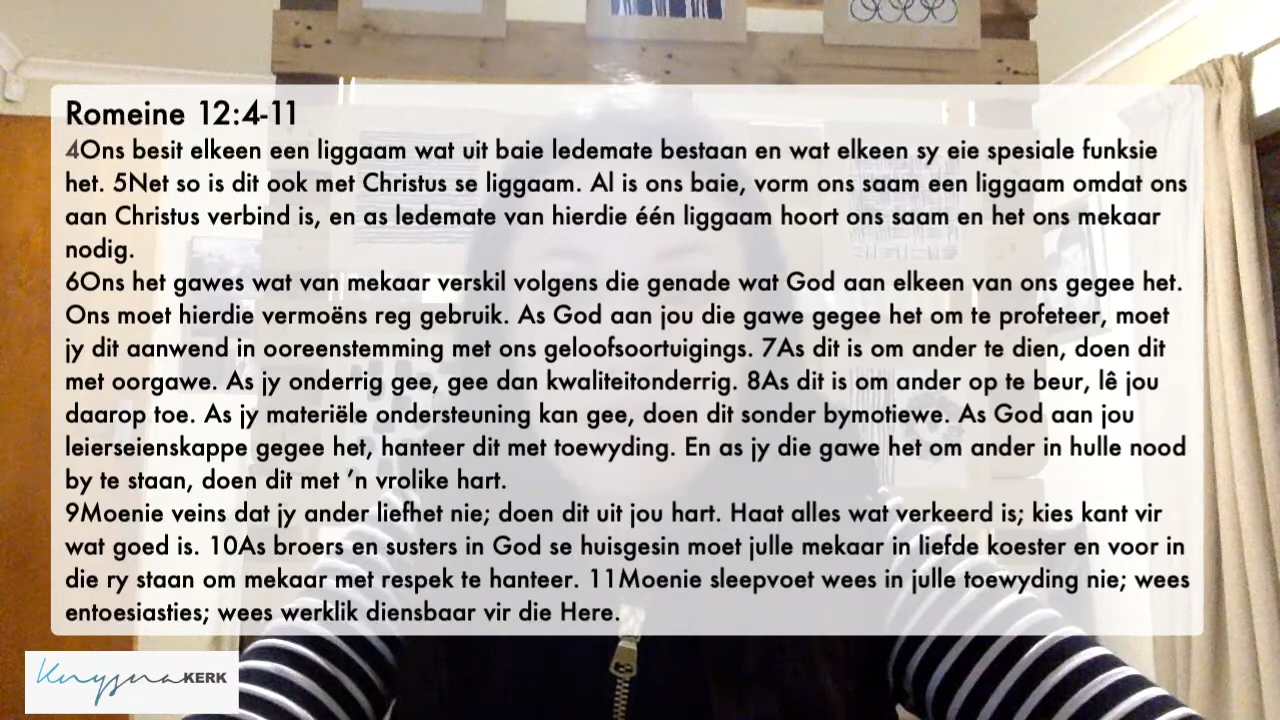 Romeine 12:4-11
4Ons besit elkeen een liggaam wat uit baie ledemate bestaan en wat elkeen sy eie spesiale funksie
het. 5Net so is dit ook met Christus se liggaam. Al is ons baie, vorm ons saam een liggaam omdat ons
aan Christus verbind is, en as ledemate van hierdie één liggaam hoort ons saam en het ons mekaar
nodig.
6Ons het gawes wat van mekaar verskil volgens die genade wat God aan elkeen van ons gegee het.
Ons moet hierdie vermoëns reg gebruik. As God aan jou die gawe gegee het om te profeteer, moet
jy dit aanwend in ooreenstemming met ons geloofsoortuigings. 7As dit is om ander te dien, doen dit
met oorgawe. As jy onderrig gee, gee dan kwaliteitonderrig. 8As dit is om ander op te beur, lê jou
daarop toe. As jy materiële ondersteuning kan gee, doen dit sonder bymotiewe. As God aan jou
leierseienskappe gegee het, hanteer dit met toewyding. En as jy die gawe het om ander in hulle nood
by te staan, doen dit met ’n vrolike hart.
9Moenie veins dat jy ander liefhet nie; doen dit uit jou hart. Haat alles wat verkeerd is; kies kant vir
wat goed is. 10As broers en susters in God se huisgesin moet julle mekaar in liefde koester en voor in
die ry staan om mekaar met respek te hanteer. 11Moenie sleepvoet wees in julle toewyding nie; wees
entoesiasties; wees werklik diensbaar vir die Here.
Knysna KERK